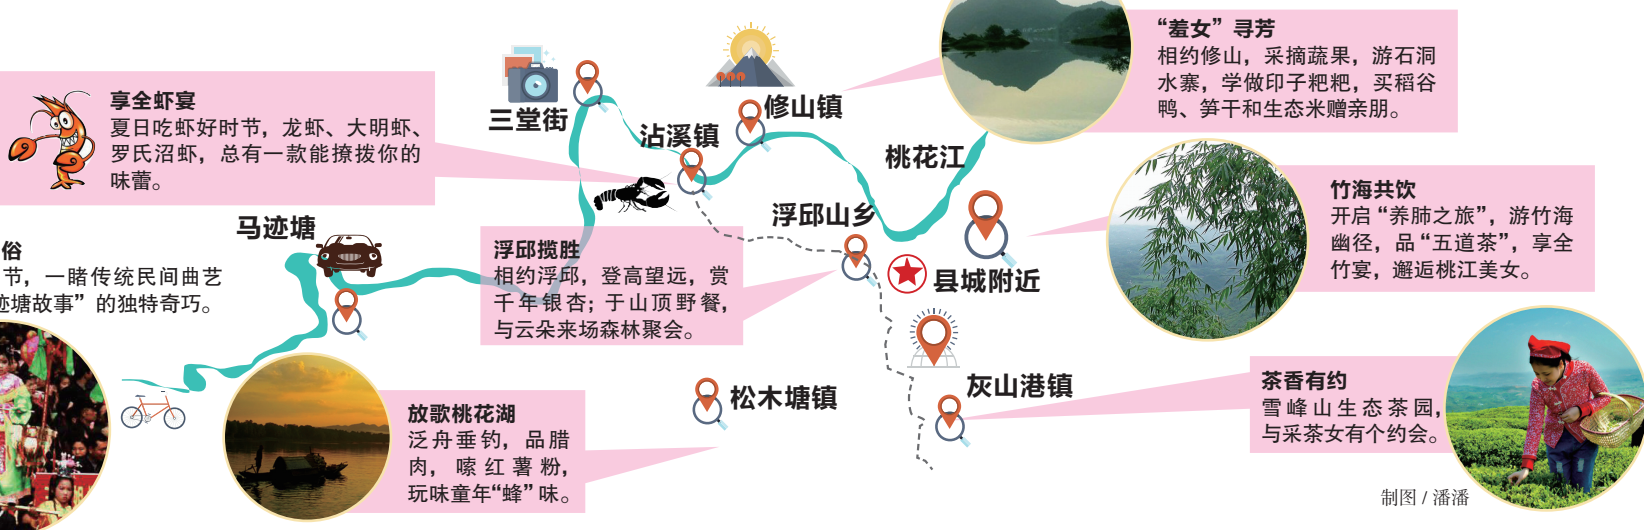 享全虾宴
夏日吃虾好时节，龙虾、大明虾、
罗氏沼虾，总有一款能撩拨你的
味蕾。
俗
节，一睹传统民间曲艺
迹塘故事”的独特奇巧。
马迹塘
三堂街
沾溪镇
修山镇
桃花江
浮邱山乡
县城附近
灰山港镇
松木塘镇
“羞女”寻芳
相约修山，采摘蔬果，游石洞
水寨，学做印子粑粑，买稻谷
鸭、笋干和生态米赠亲朋。
竹海共饮
开启“养肺之旅”，游竹海
幽径，品“五道茶”，享全
竹宴，邂逅桃江美女。
浮邱揽胜
相约浮邱，登高望远，赏
千年银杏；于山顶野餐，
与云朵来场森林聚会。
放歌桃花湖
泛舟垂钓，品腊
肉，嗦红薯粉，
玩味童年“蜂”味。
茶香有约
雪峰山生态茶园，
与采茶女有个约会。
制图 / 潘潘